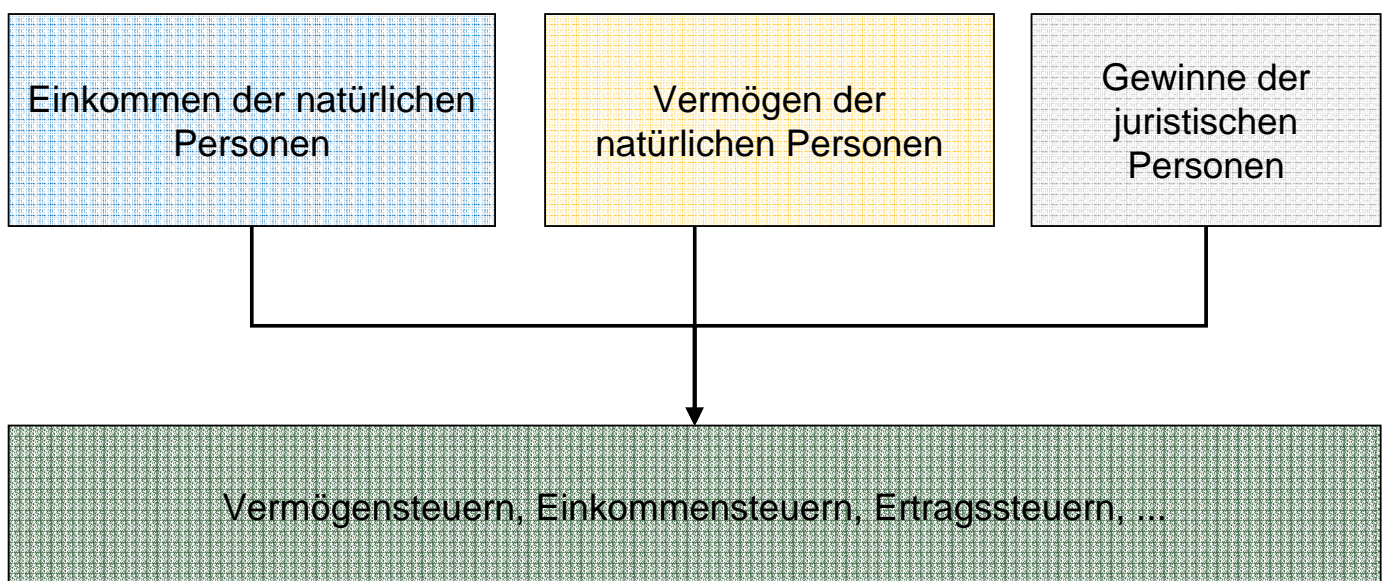 Einkommen der natürlichen
Personen
Vermögen der
natürlichen Personen
Gewinne der
juristischen
Personen
Vermögensteuern, Einkommensteuern, Ertragssteuern, ...